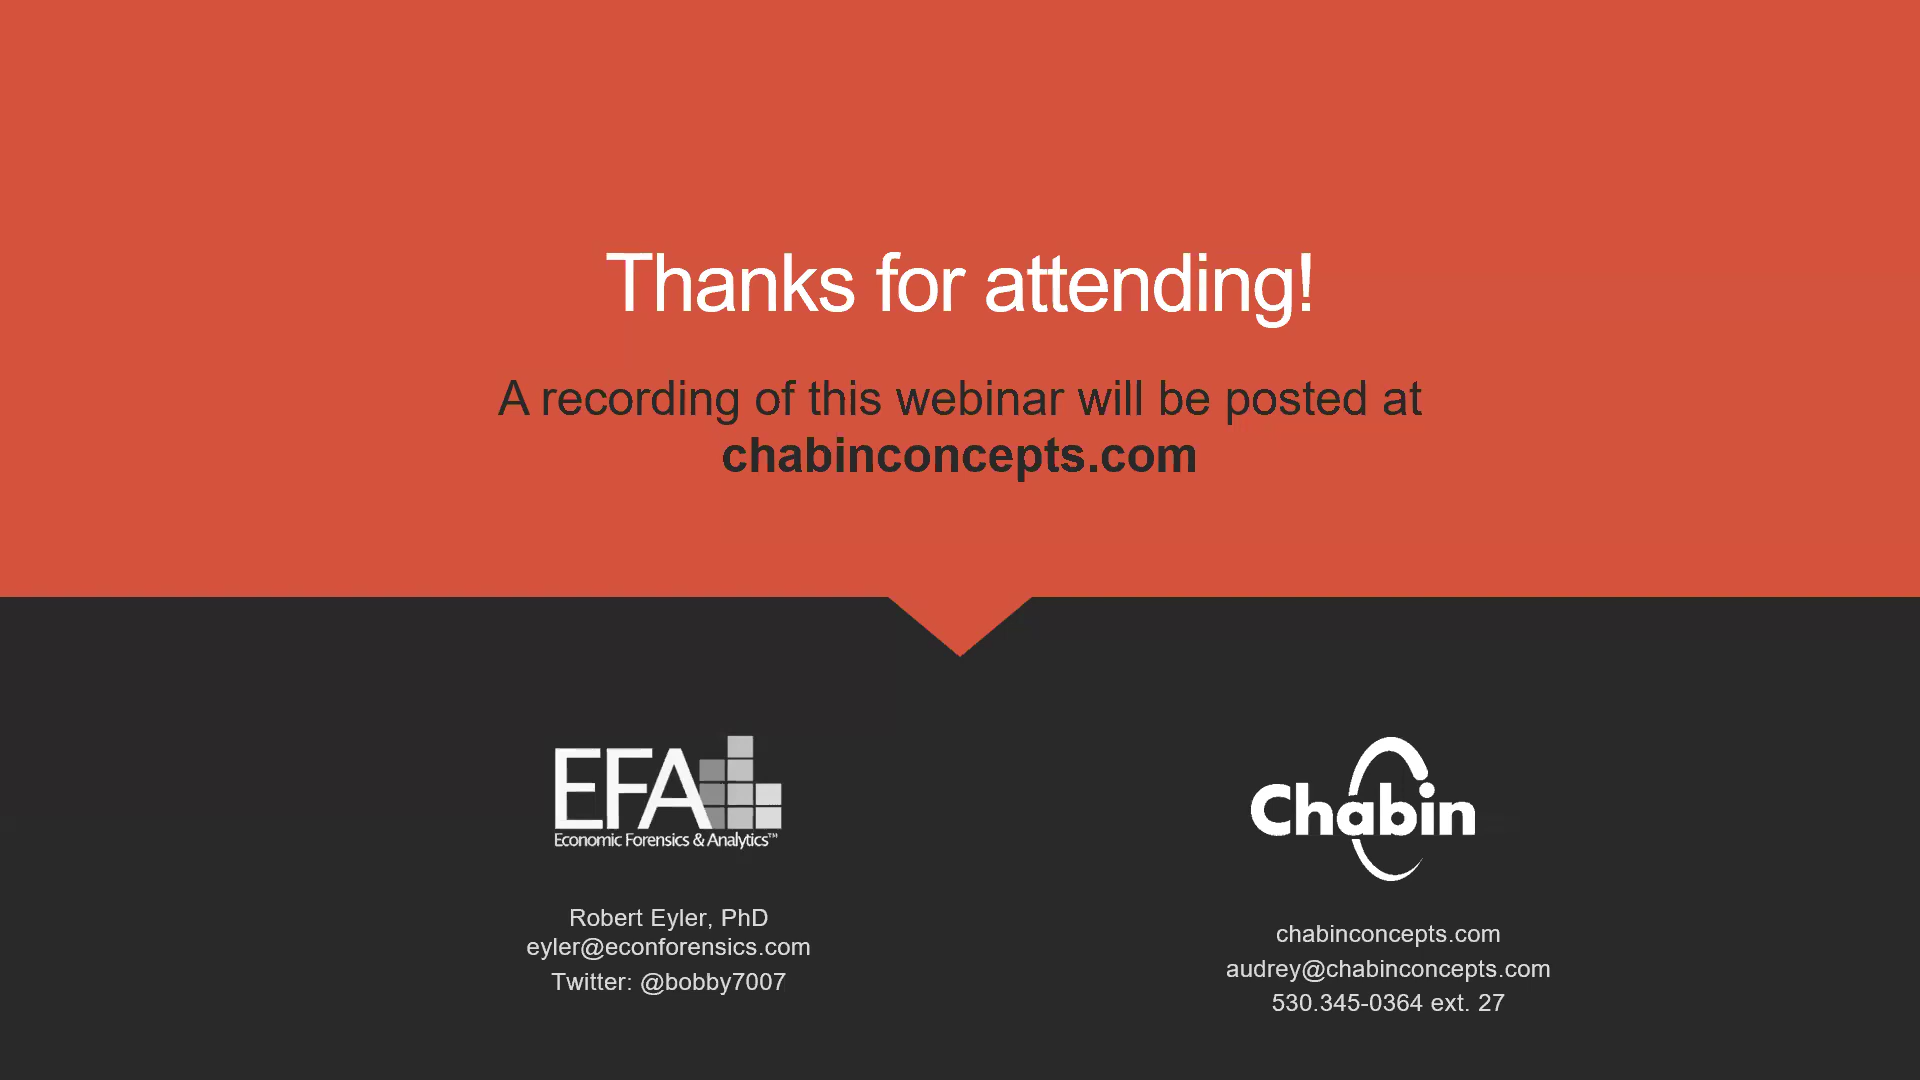 Thanks for attending!
A recording of this webinar will be posted at
chabinconcepts.com
EFA
Economic Forensics & Analytics™
Robert Eyler, PhD
eyler@econforensics.com
Twitter: @bobby7007
Chabin
chabinconcepts.com
audrey@chabinconcepts.com
530.345-0364 ext. 27